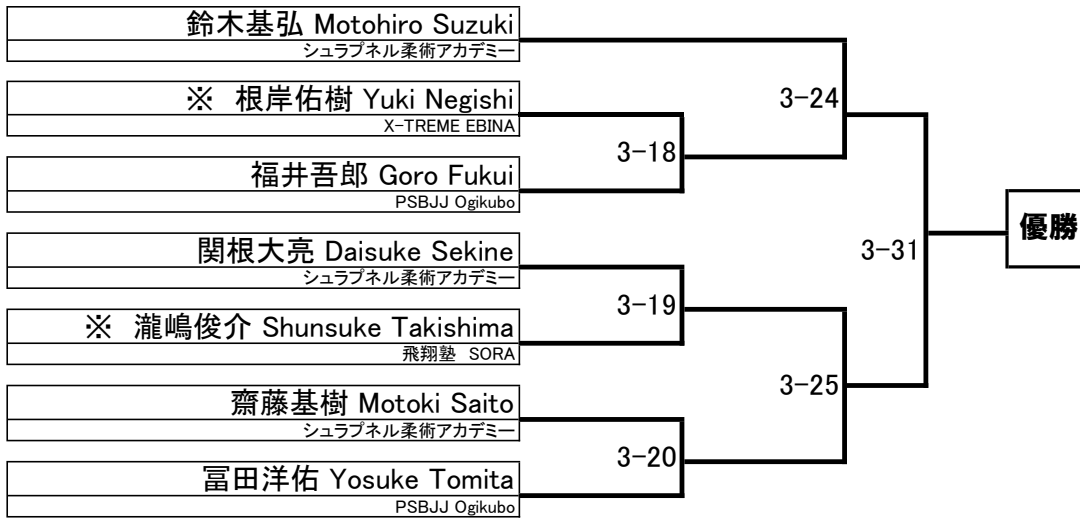 鈴木基弘 Motohiro Suzuki
シュラプネル柔術アカデミー
※ 根岸佑樹 Yuki Negishi
X-TREME EBINA
福井吾郎 Goro Fukui
PSBJJ Ogikubo
関根大亮 Daisuke Sekine
シュラプネル柔術アカデミー
※ 瀧嶋俊介 Shunsuke Takishima
飛翔塾 SORA
齋藤基樹 Motoki Saito
シュラプネル柔術アカデミー
冨田洋佑 Yosuke Tomita
PSBJJ Ogikubo
3-18
3-19
3-20
3-24
3-25
3-31
優勝